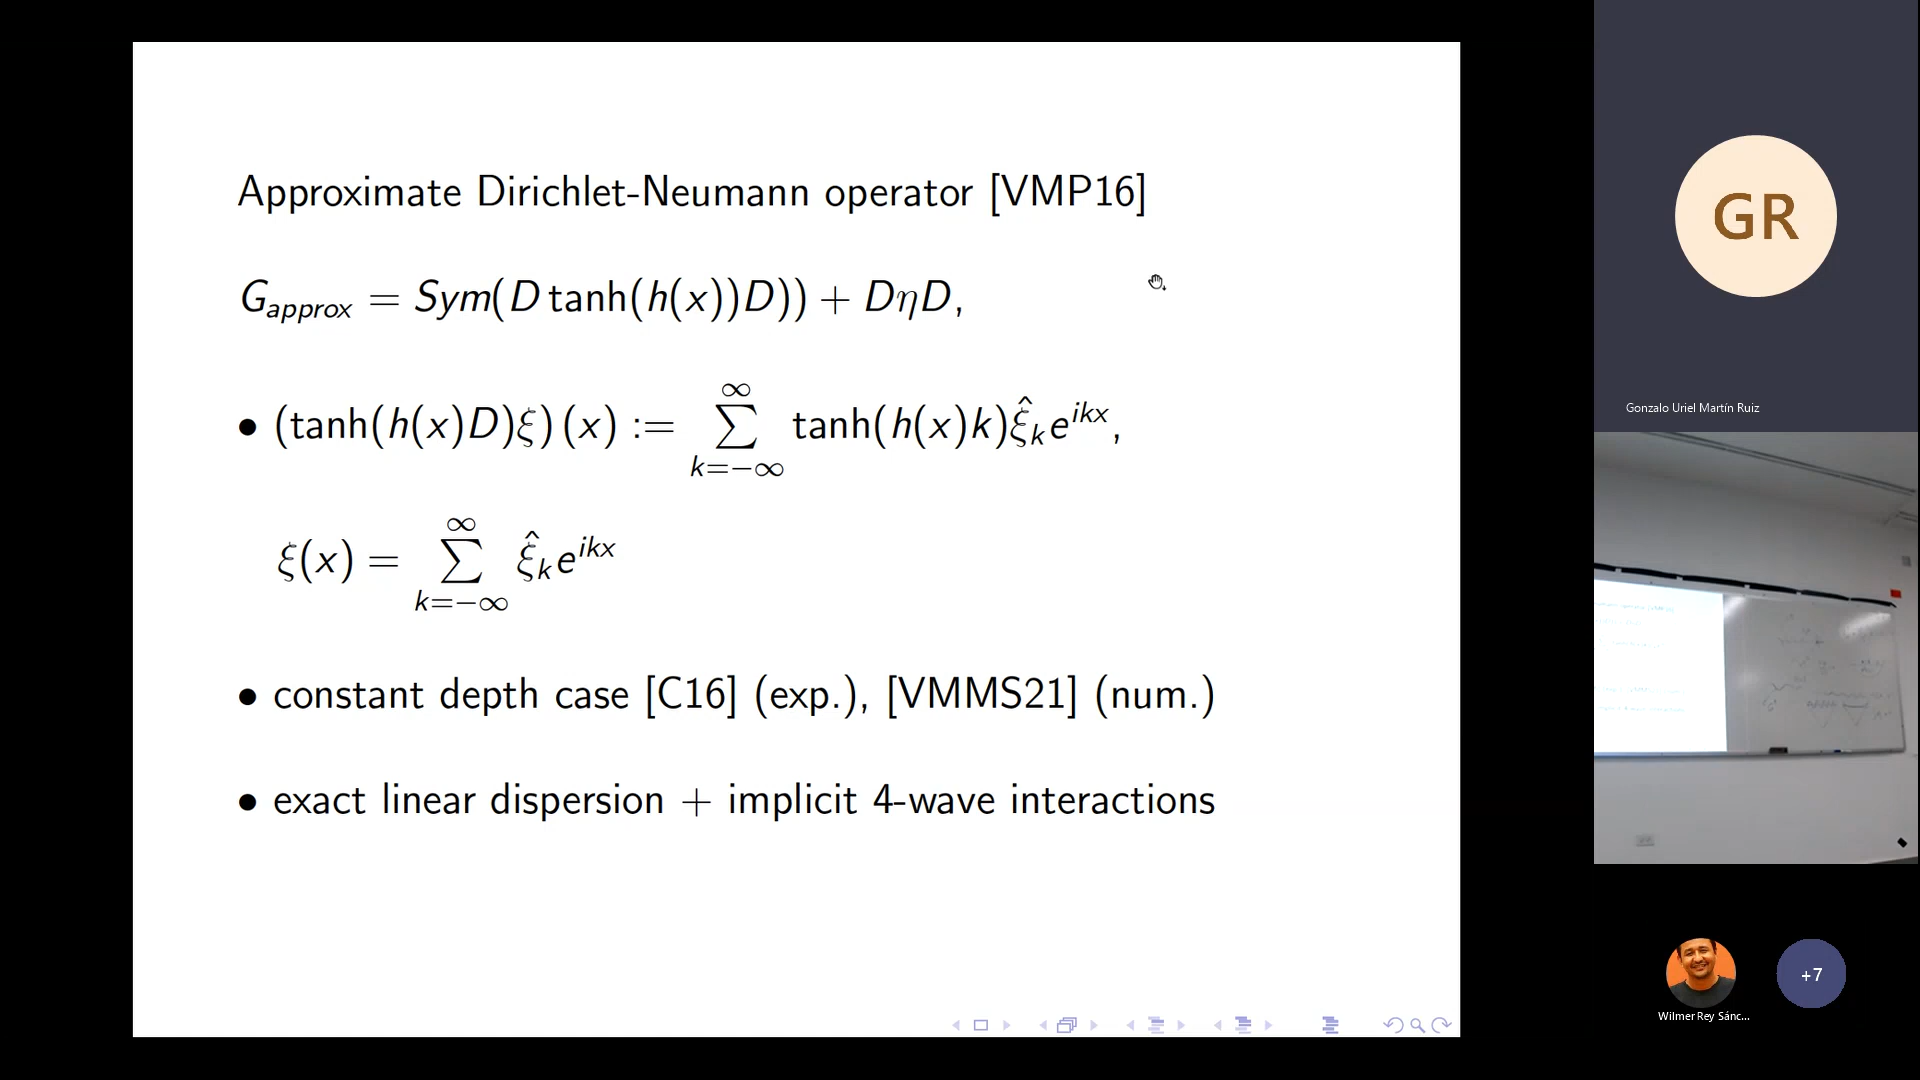 Approximate Dirichlet-Neumann operator [VMP16]
G_approx = Sym(D tanh(h(x))D)) + DηD,
• (tanh(h(x)D)ξ) (x) := ∑_{k=−∞}^{∞} tanh(h(x)k)ξ̂_k e^{ikx},
ξ(x) = ∑_{k=−∞}^{∞} ξ̂_k e^{ikx}
• constant depth case [C16] (exp.), [VMMS21] (num.)
• exact linear dispersion + implicit 4-wave interactions
GR
Gonzalo Uriel Martín Ruiz
Wilmer Rey Sánc...
+7